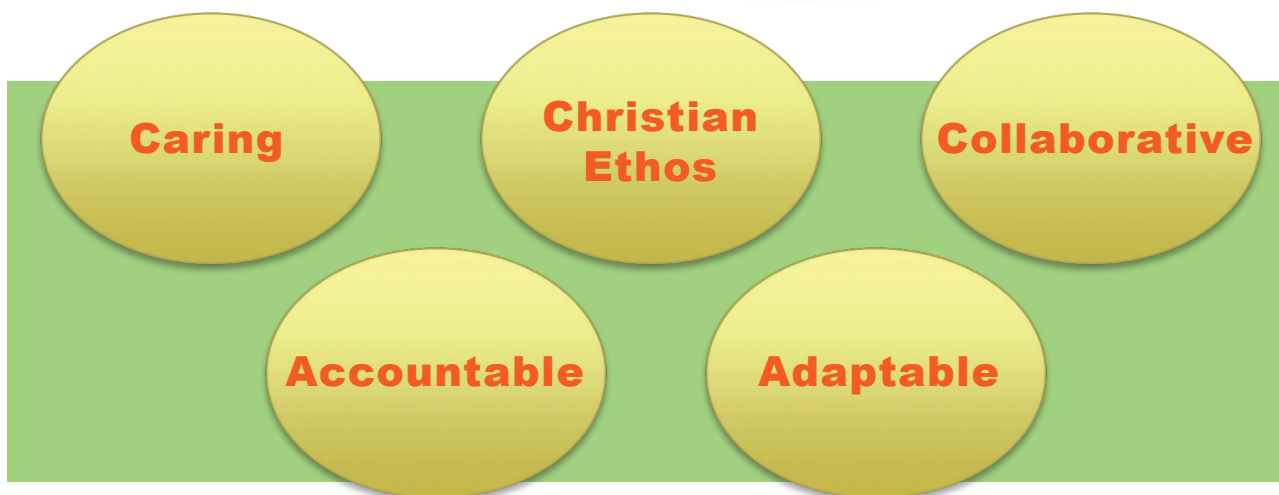 Caring
Christian
Ethos
Collaborative
Accountable
Adaptable